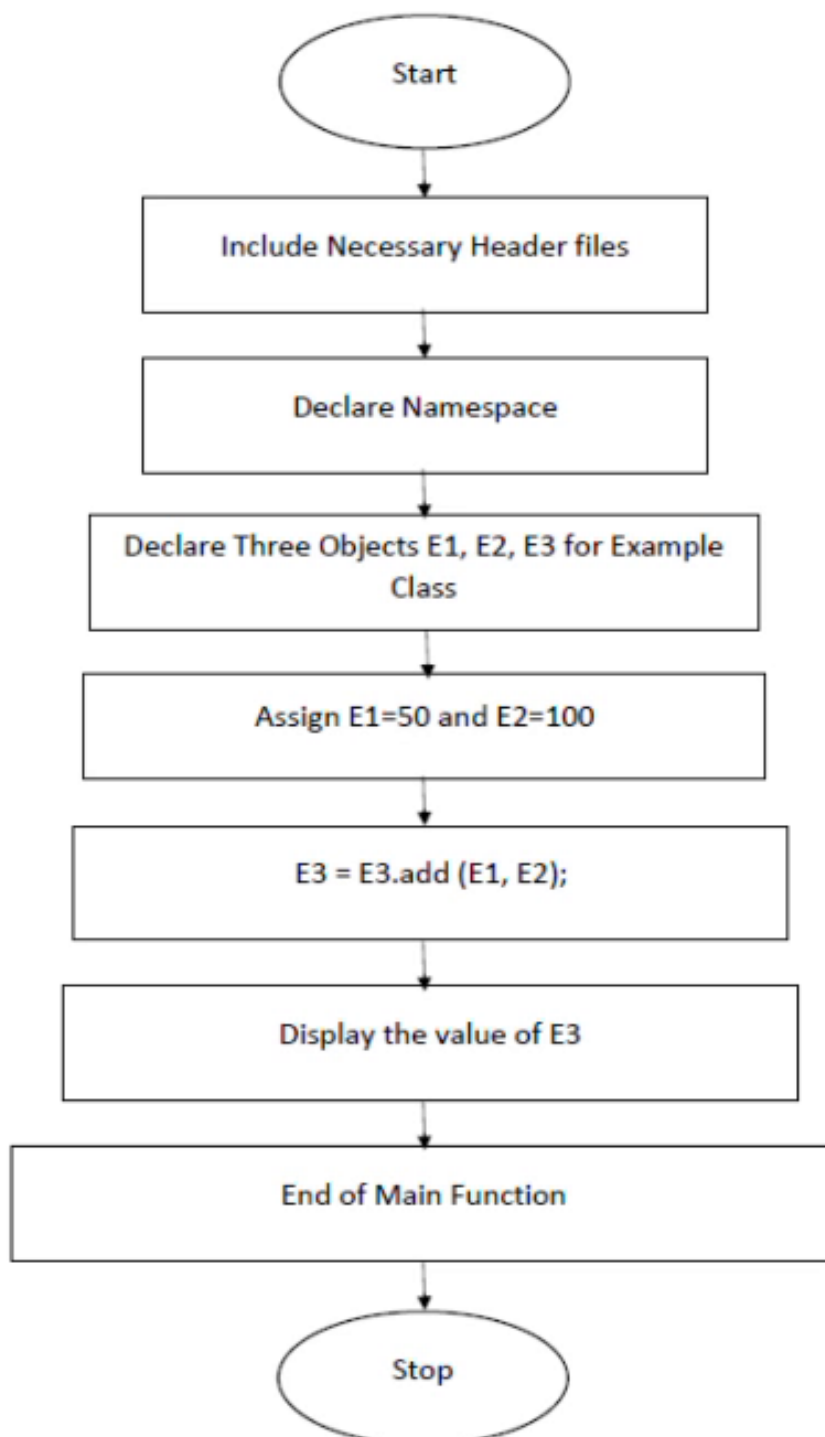 Start
Include Necessary Header files
Declare Namespace
Declare Three Objects E1, E2, E3 for Example
Class
Assign E1=50 and E2=100
E3 = E3.add (E1, E2);
Display the value of E3
End of Main Function
Stop